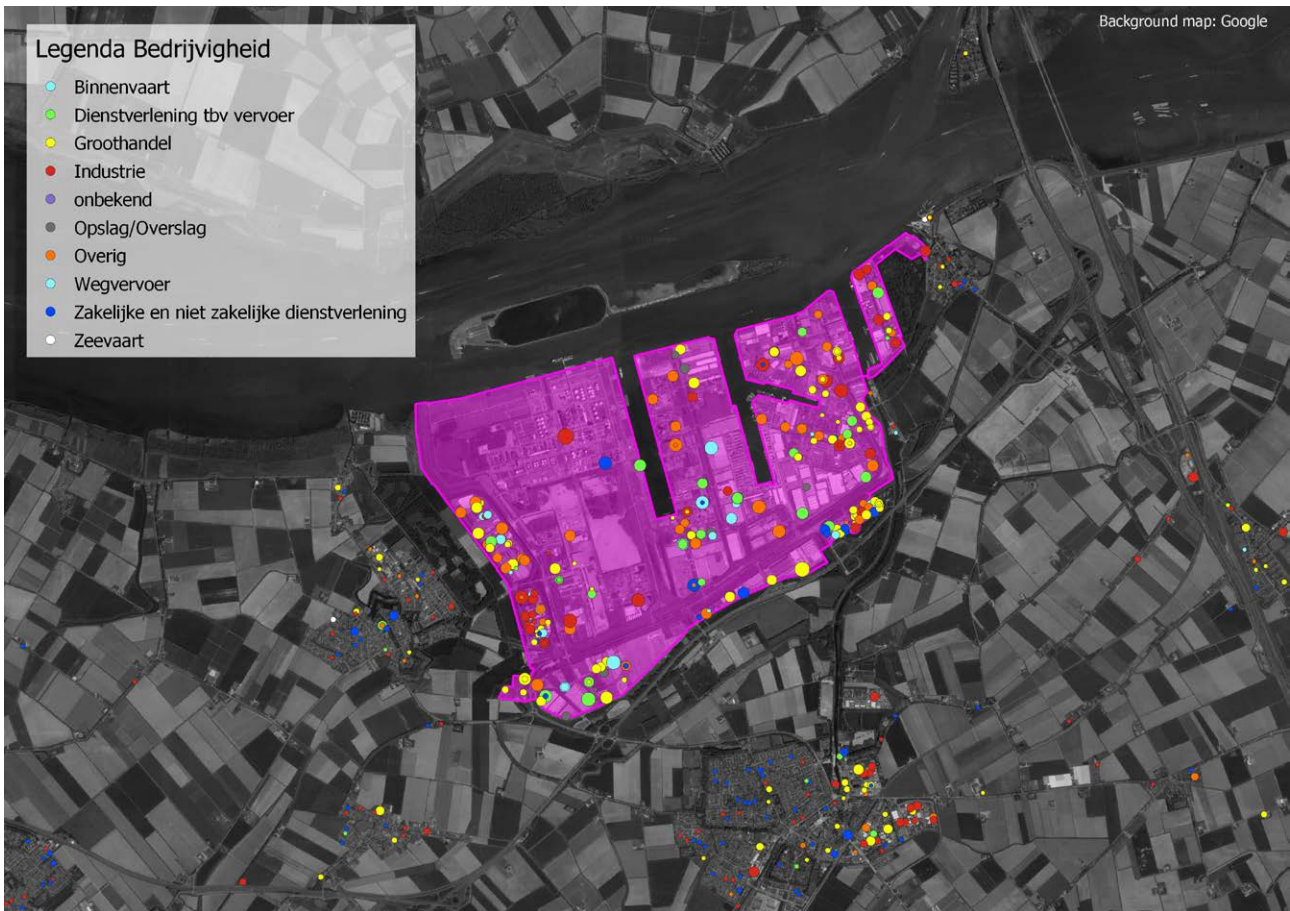 Background map: Google
Legenda Bedrijvigheid
Binnenvaart
Dienstverlening tbv vervoer
Groothandel
Industrie
onbekend
Opslag/Overslag
Overig
Wegvervoer
Zakelijke en niet zakelijke dienstverlening
Zeevaart